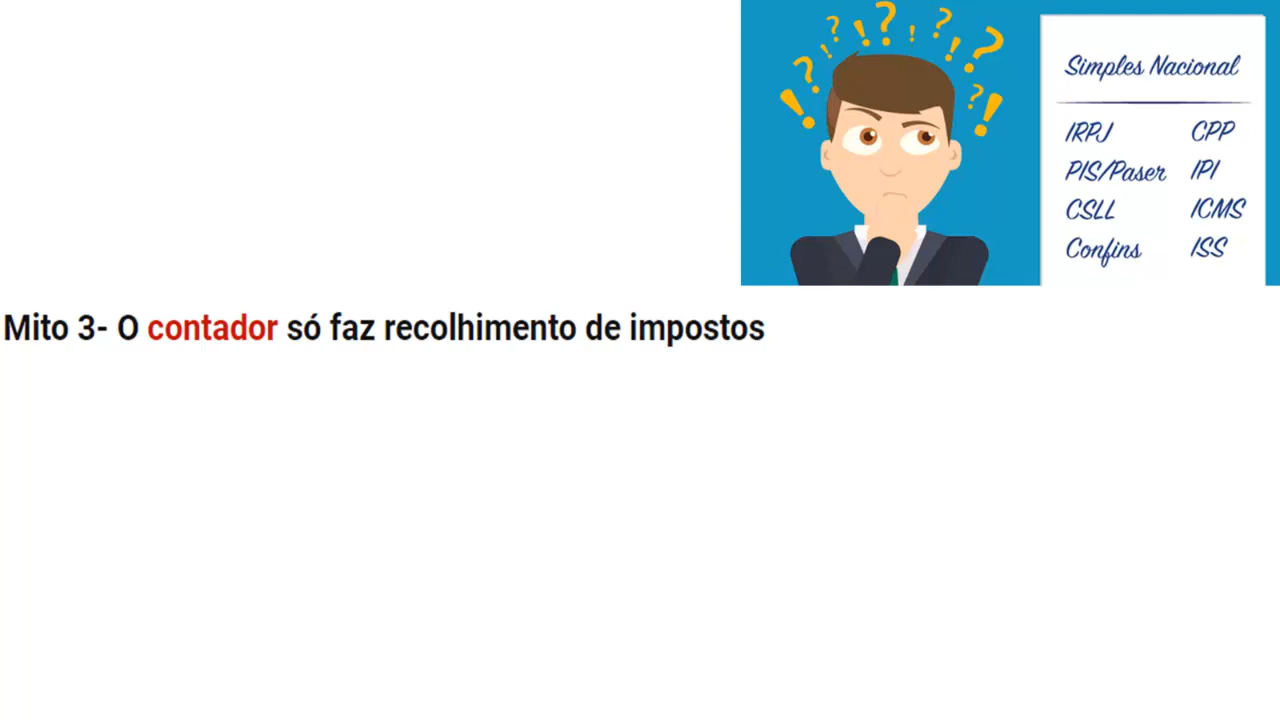 Simples Nacional
IRPJ CPP
PIS/Paser IPI
CSLL ICMS
Confins ISS
Mito 3- O contador só faz recolhimento de impostos